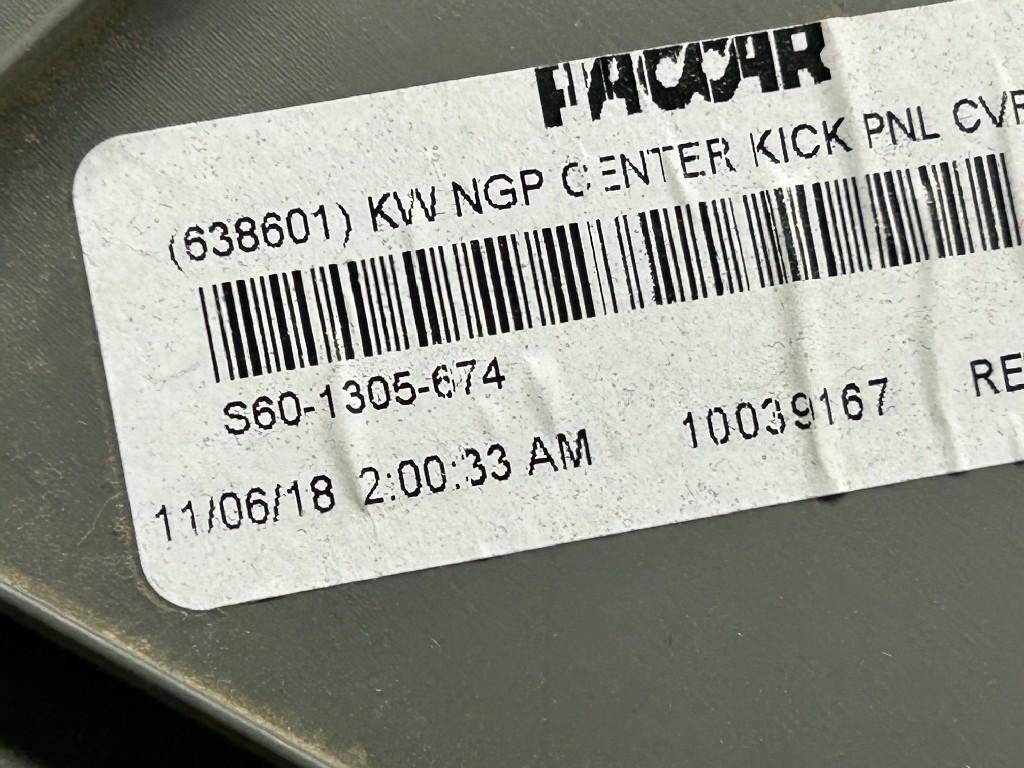 PACCAR
(638601) KW NGP CENTER KICK PNL CVR
S60-1305-674
10039167 RE
11/06/18 2:00:33 AM